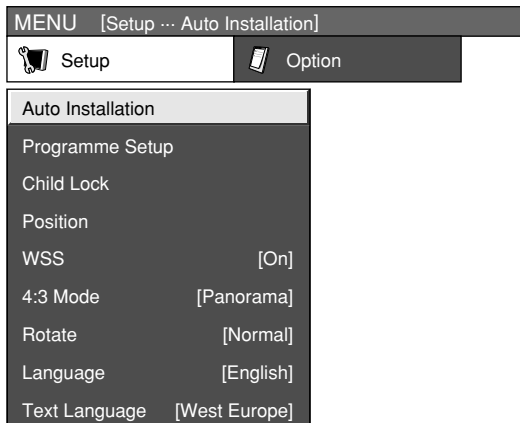 MENU [Setup ··· Auto Installation]
Setup Option
Auto Installation
Programme Setup
Child Lock
Position
WSS [On]
4:3 Mode [Panorama]
Rotate [Normal]
Language [English]
Text Language [West Europe]